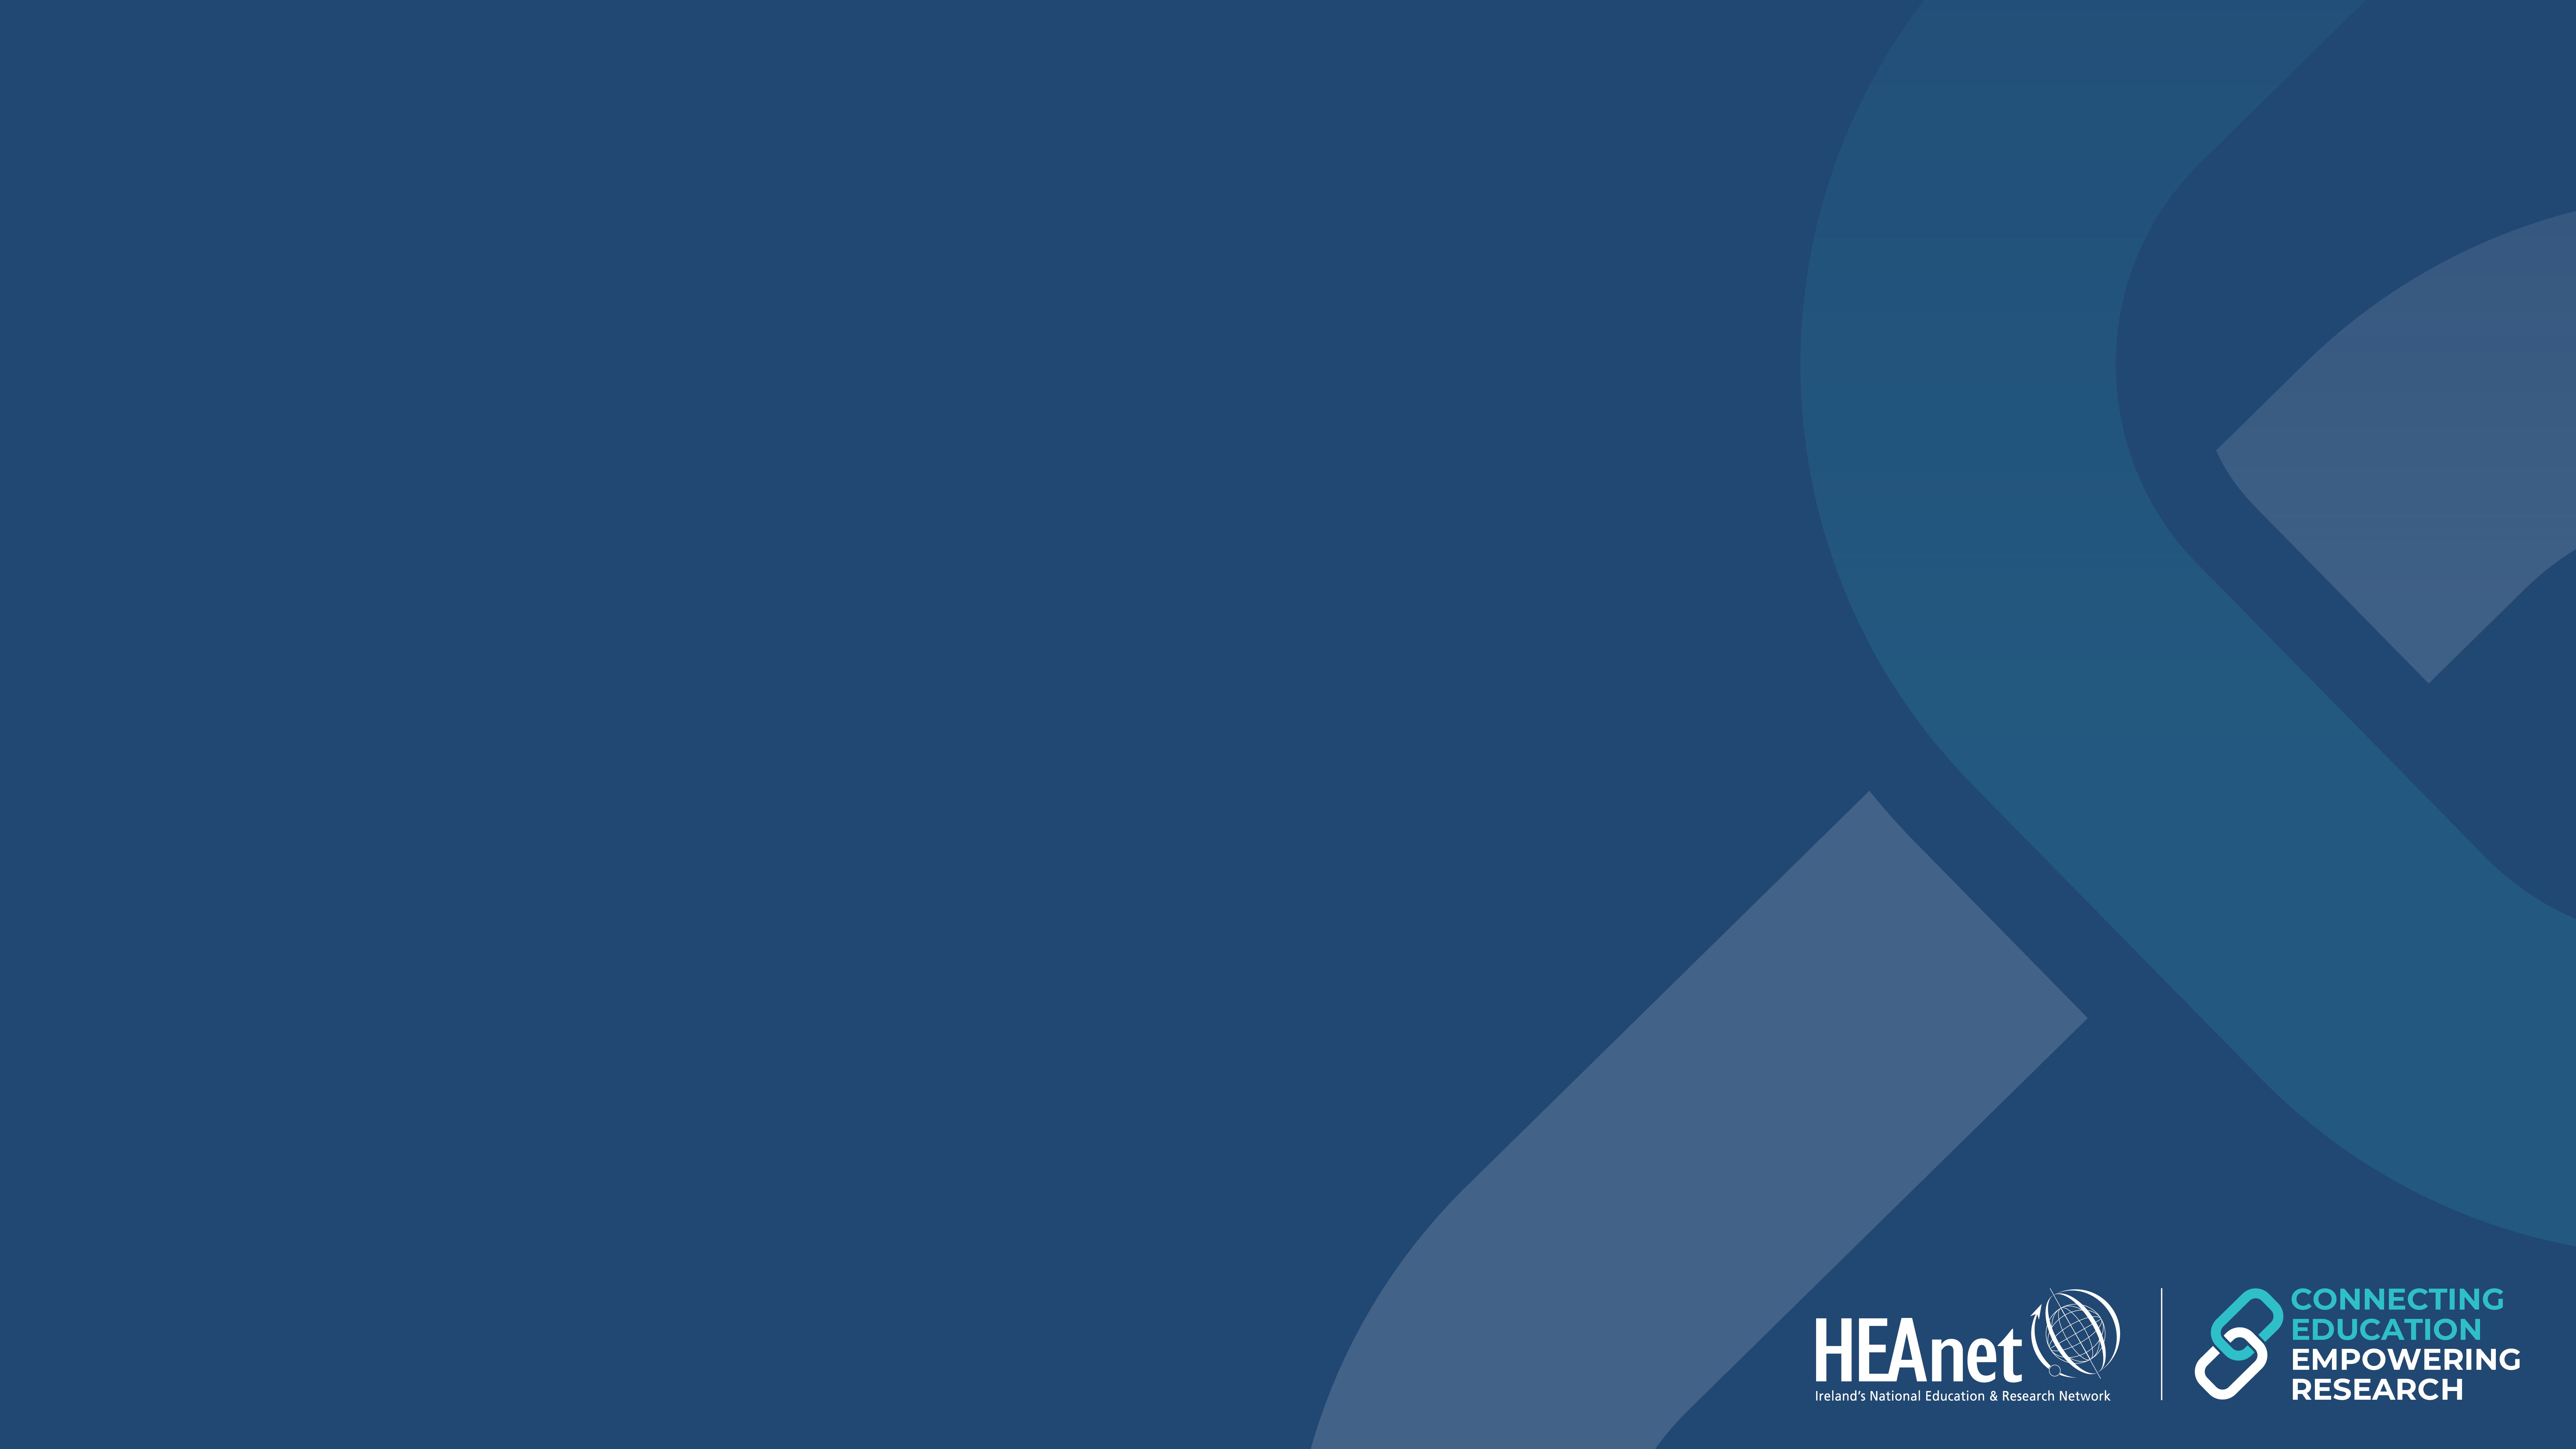 HEAnet
Ireland's National Education & Research Network
CONNECTING
EDUCATION
EMPOWERING
RESEARCH